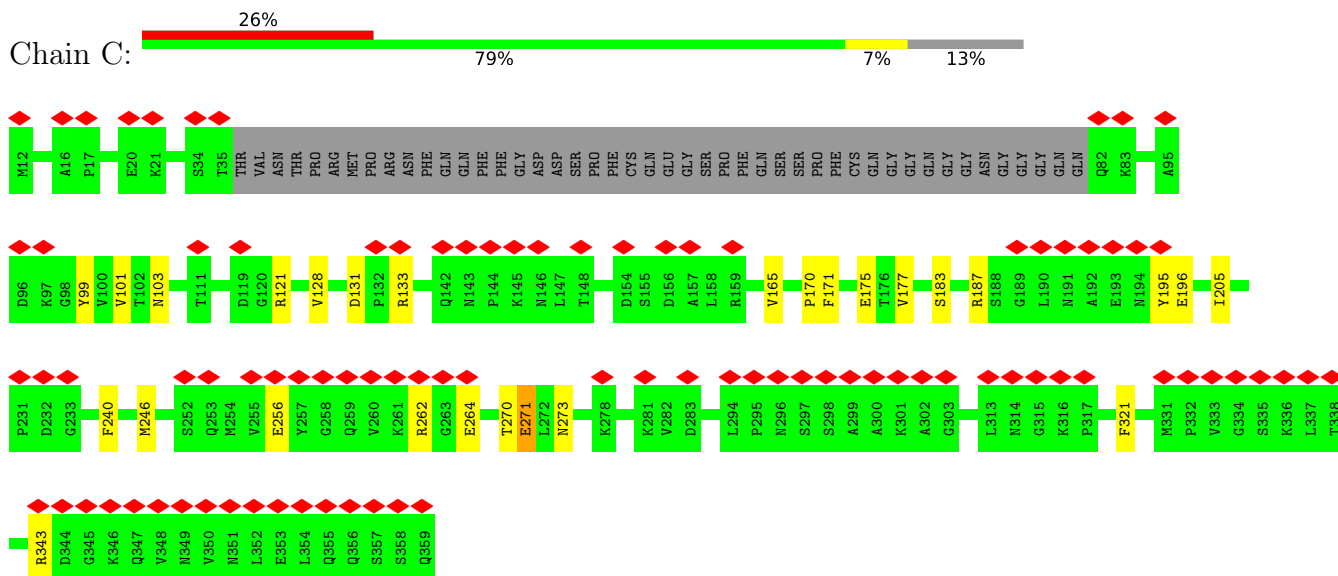 26%
Chain C:
79% 7% 13%
M12 A16 P17 E20 K21 S34 T35 THR VAL ASN THR PRO ARG MET PRO ARG ASN PHE GLN GLN PHE PHE GLY ASP ASP SER PRO PHE CYS GLN GLU GLY SER PRO PHE GLN SER SER PRO PHE CYS GLN GLY GLY GLY GLY GLY ASN GLY GLY GLY GLN GLN Q82 K83 A95
D96 K97 G98 Y99 V100 V101 T102 N103 T111 D119 G120 R121 V128 D131 P132 R133 Q142 N143 P144 K145 N146 L147 T148 D154 S155 D156 A157 L158 R159 V165 P170 F171 E175 T176 V177 S183 R187 S188 G189 L190 N191 A192 E193 N194 Y195 E196 I205
P231 D232 G233 F240 M246 S252 Q253 M254 V255 E256 Y257 G258 Q259 V260 K261 R262 G263 E264 T270 E271 L272 N273 K278 K281 V282 D283 L294 P295 N296 S297 S298 A299 A300 K301 A302 G303 L313 N314 G315 K316 P317 F321 M331 P332 V333 G334 S335 K336 L337 T338
R343 D344 G345 K346 Q347 V348 N349 V350 N351 L352 E353 L354 Q355 Q356 S357 S358 Q359